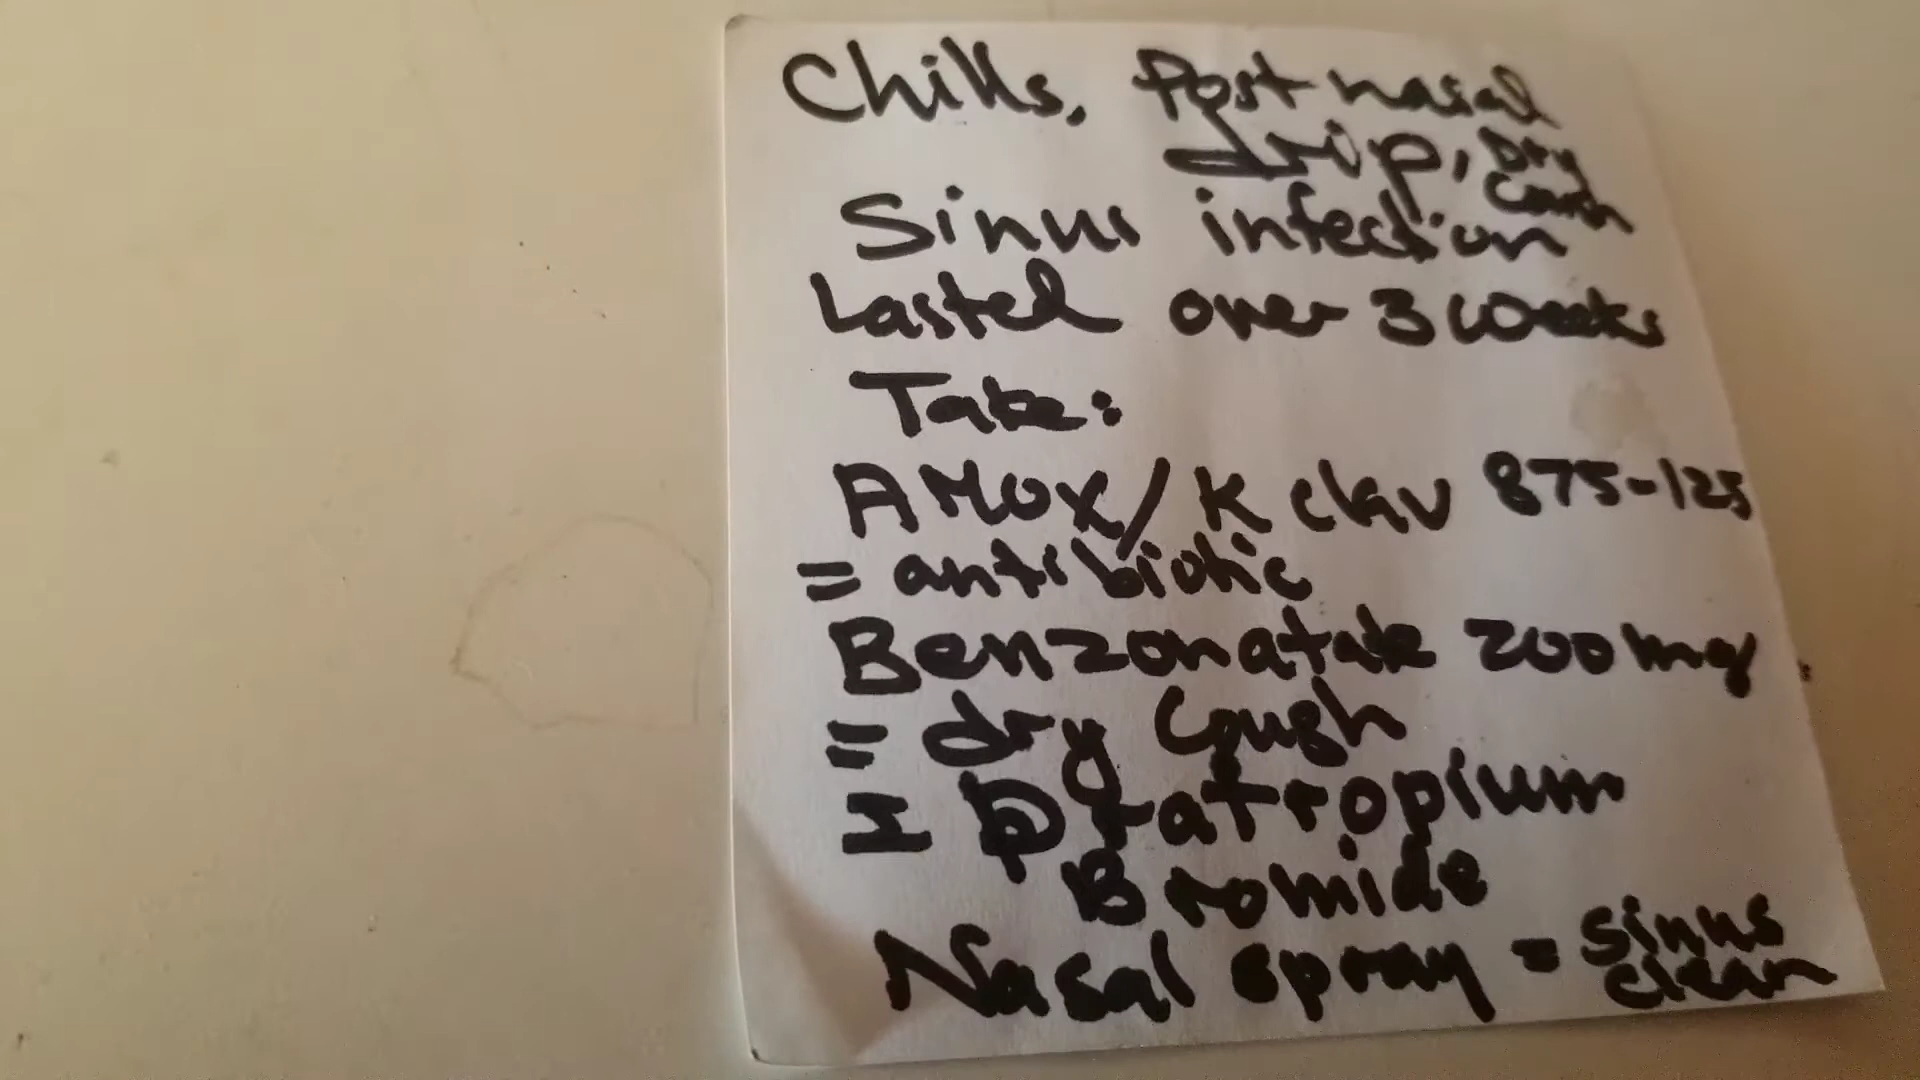 Chills, Post nasal
drip, Dry
Cough
Sinus infection
Lasted over 3 weeks
Take:
AMOX/K clav 875-125
= antibiotic
Benzonatate 200mg
= dry Cough
Ipratropium
Bromide
Nasal spray = sinus
clean